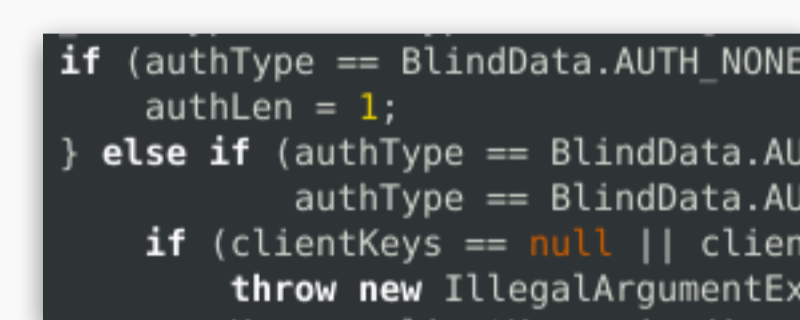 if (authType == BlindData.AUTH_NONE
authLen = 1;
} else if (authType == BlindData.AU
authType == BlindData.AU
if (clientKeys == null || clien
throw new IllegalArgumentEx